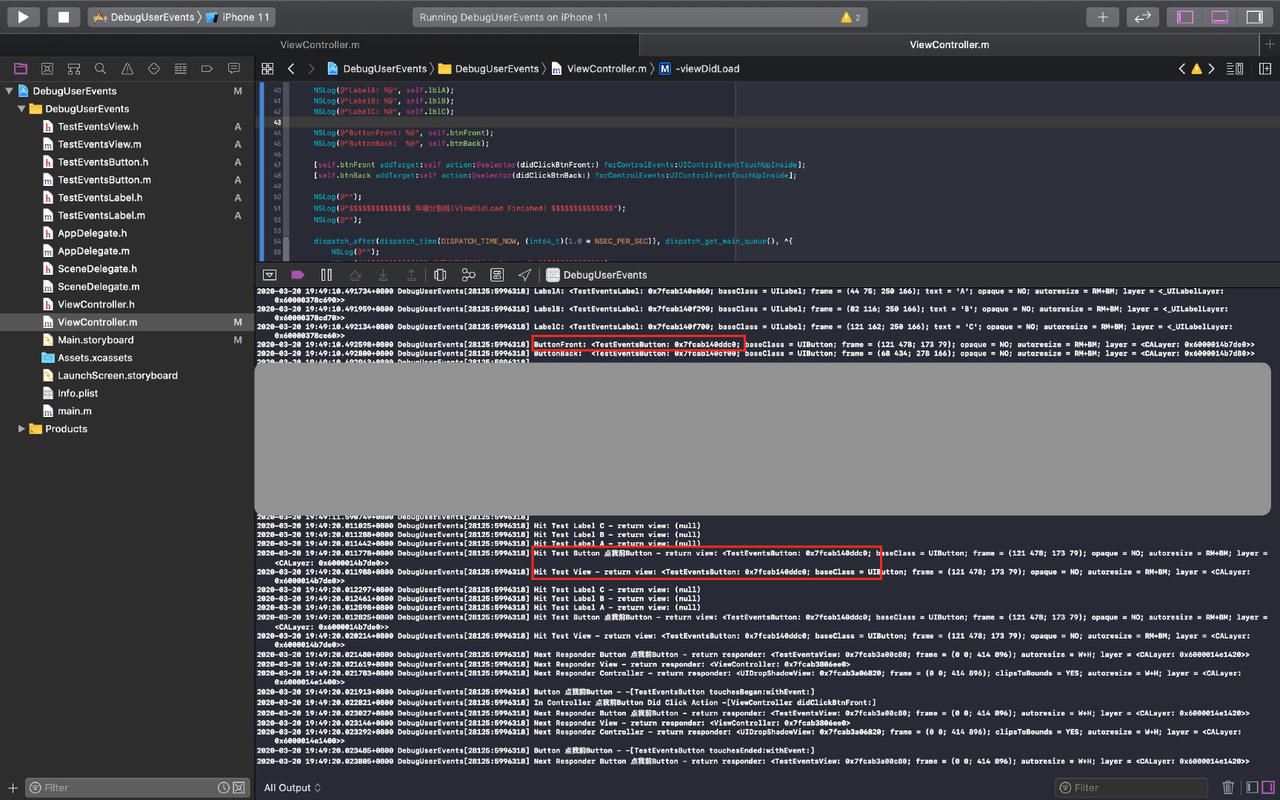 DebugUserEvents
iPhone 11
Running DebugUserEvents on iPhone 11
2
ViewController.m
ViewController.m
DebugUserEvents
DebugUserEvents
ViewController.m
M
-viewDidLoad
DebugUserEvents
M
DebugUserEvents
TestEventsView.h
A
TestEventsView.m
A
TestEventsButton.h
A
TestEventsButton.m
A
TestEventsLabel.h
A
TestEventsLabel.m
A
AppDelegate.h
AppDelegate.m
SceneDelegate.h
SceneDelegate.m
ViewController.h
ViewController.m
M
Main.storyboard
M
Assets.xcassets
LaunchScreen.storyboard
Info.plist
main.m
Products
Filter
40 NSLog(@"LabelA: %@", self.lblA);
41 NSLog(@"LabelB: %@", self.lblB);
42 NSLog(@"LabelC: %@", self.lblC);
43
44 NSLog(@"ButtonFront: %@", self.btnFront);
45 NSLog(@"ButtonBack:  %@", self.btnBack);
46
47 [self.btnFront addTarget:self action:@selector(didClickBtnFront:) forControlEvents:UIControlEventTouchUpInside];
48 [self.btnBack addTarget:self action:@selector(didClickBtnBack:) forControlEvents:UIControlEventTouchUpInside];
49
50 NSLog(@"");
51 NSLog(@"$$$$$$$$$$$$$$ 华丽分割线(ViewDidLoad Finished) $$$$$$$$$$$$$$");
52 NSLog(@"");
53
54 dispatch_after(dispatch_time(DISPATCH_TIME_NOW, (int64_t)(1.0 * NSEC_PER_SEC)), dispatch_get_main_queue(), ^{
55 NSLog(@"");
DebugUserEvents
2020-03-20 19:49:10.491734+0800 DebugUserEvents[28125:5996318] LabelA: <TestEventsLabel: 0x7fcab140e060; baseClass = UILabel; frame = (44 75; 250 166); text = 'A'; opaque = NO; autoresize = RM+BM; layer = <_UILabelLayer:
0x60000378c690>>
2020-03-20 19:49:10.491959+0800 DebugUserEvents[28125:5996318] LabelB: <TestEventsLabel: 0x7fcab140f290; baseClass = UILabel; frame = (82 116; 250 166); text = 'B'; opaque = NO; autoresize = RM+BM; layer = <_UILabelLayer:
0x60000378cd70>>
2020-03-20 19:49:10.492134+0800 DebugUserEvents[28125:5996318] LabelC: <TestEventsLabel: 0x7fcab140f700; baseClass = UILabel; frame = (121 162; 250 166); text = 'C'; opaque = NO; autoresize = RM+BM; layer = <_UILabelLayer:
0x60000378ce60>>
2020-03-20 19:49:10.492598+0800 DebugUserEvents[28125:5996318] ButtonFront: <TestEventsButton: 0x7fcab140ddc0; baseClass = UIButton; frame = (121 478; 173 79); opaque = NO; autoresize = RM+BM; layer = <CALayer: 0x6000014b7de0>>
2020-03-20 19:49:10.492800+0800 DebugUserEvents[28125:5996318] ButtonBack:  <TestEventsButton: 0x7fcab140cf00; baseClass = UIButton; frame = (68 434; 278 166); opaque = NO; autoresize = RM+BM; layer = <CALayer: 0x6000014b7d80>>
2020-03-20 19:49:11.590749+0800 DebugUserEvents[28125:5996318]
2020-03-20 19:49:20.011025+0800 DebugUserEvents[28125:5996318] Hit Test Label C - return view: (null)
2020-03-20 19:49:20.011288+0800 DebugUserEvents[28125:5996318] Hit Test Label B - return view: (null)
2020-03-20 19:49:20.011442+0800 DebugUserEvents[28125:5996318] Hit Test Label A - return view: (null)
2020-03-20 19:49:20.011778+0800 DebugUserEvents[28125:5996318] Hit Test Button 点我前Button - return view: <TestEventsButton: 0x7fcab140ddc0; baseClass = UIButton; frame = (121 478; 173 79); opaque = NO; autoresize = RM+BM; layer =
<CALayer: 0x6000014b7de0>>
2020-03-20 19:49:20.011988+0800 DebugUserEvents[28125:5996318] Hit Test View - return view: <TestEventsButton: 0x7fcab140ddc0; baseClass = UIButton; frame = (121 478; 173 79); opaque = NO; autoresize = RM+BM; layer = <CALayer:
0x6000014b7de0>>
2020-03-20 19:49:20.012297+0800 DebugUserEvents[28125:5996318] Hit Test Label C - return view: (null)
2020-03-20 19:49:20.012461+0800 DebugUserEvents[28125:5996318] Hit Test Label B - return view: (null)
2020-03-20 19:49:20.012598+0800 DebugUserEvents[28125:5996318] Hit Test Label A - return view: (null)
2020-03-20 19:49:20.012825+0800 DebugUserEvents[28125:5996318] Hit Test Button 点我前Button - return view: <TestEventsButton: 0x7fcab140ddc0; baseClass = UIButton; frame = (121 478; 173 79); opaque = NO; autoresize = RM+BM; layer =
<CALayer: 0x6000014b7de0>>
2020-03-20 19:49:20.020214+0800 DebugUserEvents[28125:5996318] Hit Test View - return view: <TestEventsButton: 0x7fcab140ddc0; baseClass = UIButton; frame = (121 478; 173 79); opaque = NO; autoresize = RM+BM; layer = <CALayer:
0x6000014b7de0>>
2020-03-20 19:49:20.021480+0800 DebugUserEvents[28125:5996318] Next Responder Button 点我前Button - return responder: <TestEventsView: 0x7fcab3a00c80; frame = (0 0; 414 896); autoresize = W+H; layer = <CALayer: 0x6000014e1420>>
2020-03-20 19:49:20.021619+0800 DebugUserEvents[28125:5996318] Next Responder View - return responder: <ViewController: 0x7fcab3806ee0>
2020-03-20 19:49:20.021783+0800 DebugUserEvents[28125:5996318] Next Responder Controller - return responder: <UIDropShadowView: 0x7fcab3a06820; frame = (0 0; 414 896); clipsToBounds = YES; autoresize = W+H; layer = <CALayer:
0x6000014e1400>>
2020-03-20 19:49:20.021913+0800 DebugUserEvents[28125:5996318] Button 点我前Button - -[TestEventsButton touchesBegan:withEvent:]
2020-03-20 19:49:20.022821+0800 DebugUserEvents[28125:5996318] In Controller 点我前Button Did Click Action -[ViewController didClickBtnFront:]
2020-03-20 19:49:20.023027+0800 DebugUserEvents[28125:5996318] Next Responder Button 点我前Button - return responder: <TestEventsView: 0x7fcab3a00c80; frame = (0 0; 414 896); autoresize = W+H; layer = <CALayer: 0x6000014e1420>>
2020-03-20 19:49:20.023146+0800 DebugUserEvents[28125:5996318] Next Responder View - return responder: <ViewController: 0x7fcab3806ee0>
2020-03-20 19:49:20.023292+0800 DebugUserEvents[28125:5996318] Next Responder Controller - return responder: <UIDropShadowView: 0x7fcab3a06820; frame = (0 0; 414 896); clipsToBounds = YES; autoresize = W+H; layer = <CALayer:
0x6000014e1400>>
2020-03-20 19:49:20.023485+0800 DebugUserEvents[28125:5996318] Button 点我前Button - -[TestEventsButton touchesEnded:withEvent:]
2020-03-20 19:49:20.023805+0800 DebugUserEvents[28125:5996318] Next Responder Button 点我前Button - return responder: <TestEventsView: 0x7fcab3a00c80; frame = (0 0; 414 896); autoresize = W+H; layer = <CALayer: 0x6000014e1420>>
All Output
Filter